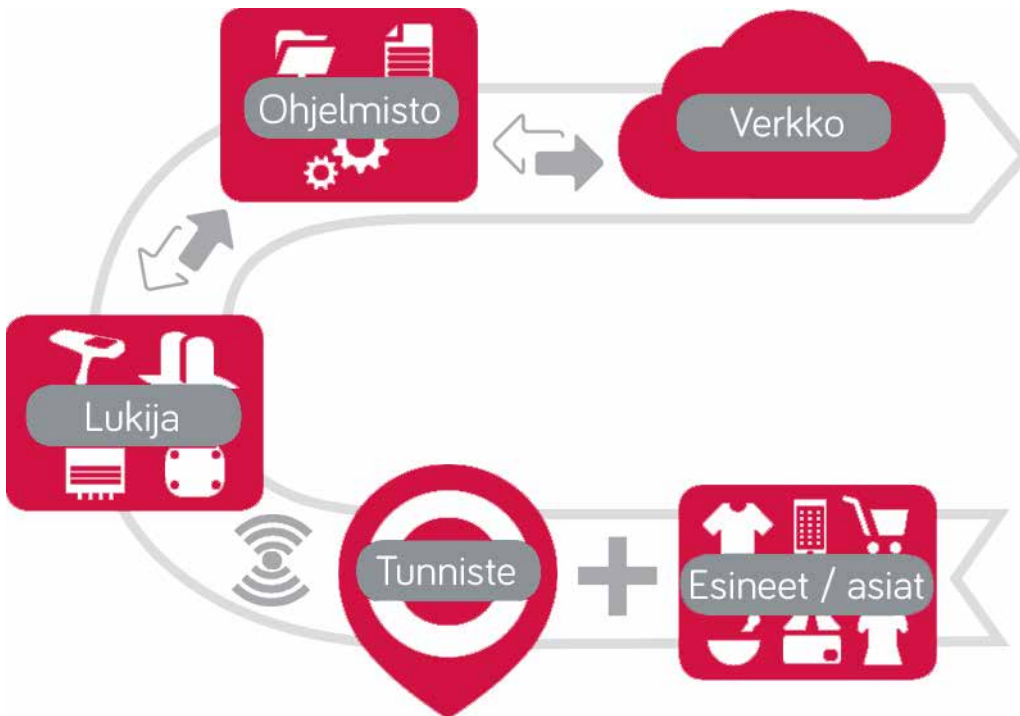 Ohjelmisto
Verkko
Lukija
Tunniste
Esineet / asiat